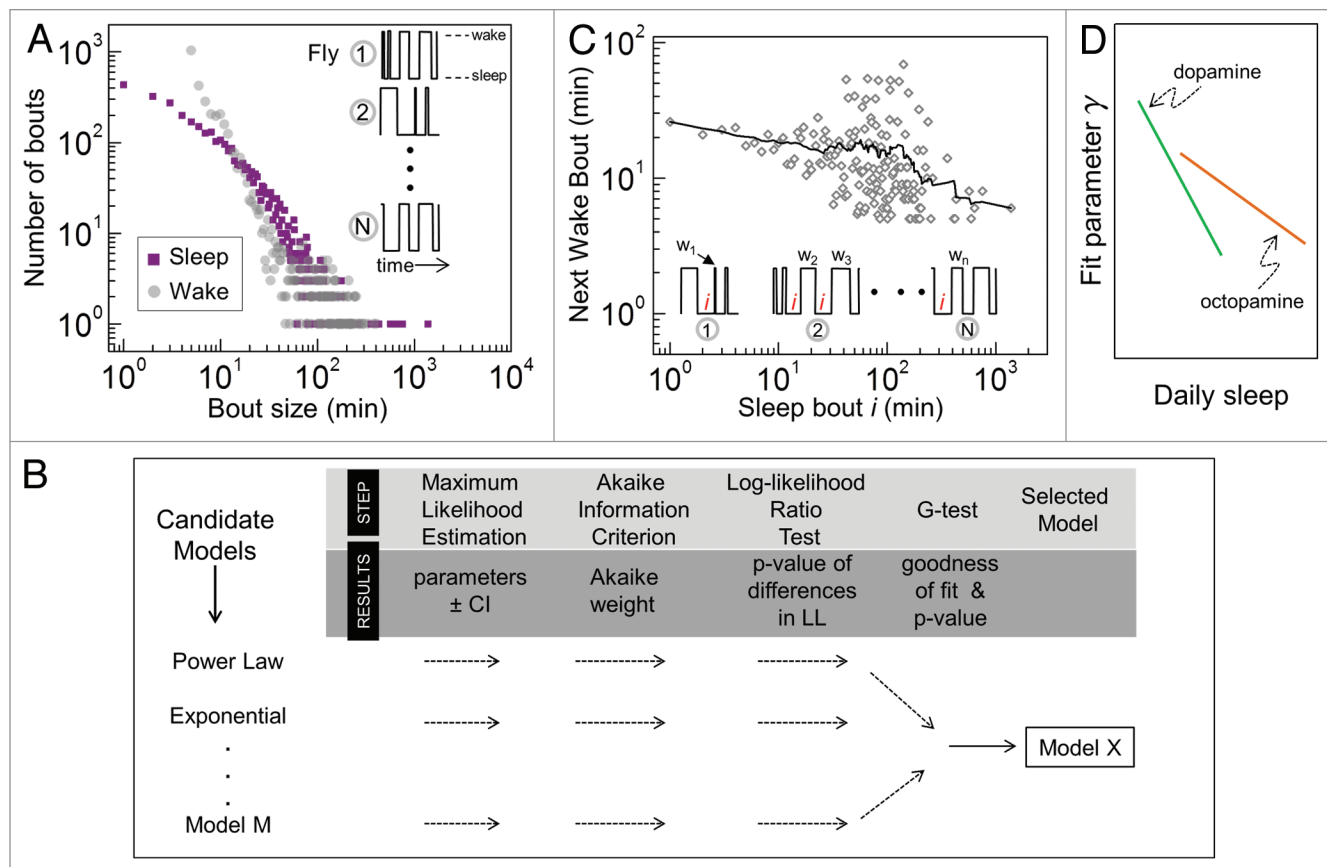 A
10³
10²
10¹
10⁰
Number of bouts
10⁰
10¹
10²
10³
10⁴
Bout size (min)
Sleep
Wake
Fly
1
wake
sleep
2
N
time
C
10²
10¹
10⁰
Next Wake Bout (min)
10⁰
10¹
10²
10³
Sleep bout i (min)
w₁
w₂
w₃
wₙ
i
i
i
i
1
2
N
D
dopamine
octopamine
Fit parameter γ
Daily sleep
B
Candidate
Models
STEP
Maximum
Likelihood
Estimation
Akaike
Information
Criterion
Log-likelihood
Ratio
Test
G-test
Selected
Model
RESULTS
parameters
± CI
Akaike
weight
p-value of
differences
in LL
goodness
of fit &
p-value
Power Law
Exponential
Model M
Model X